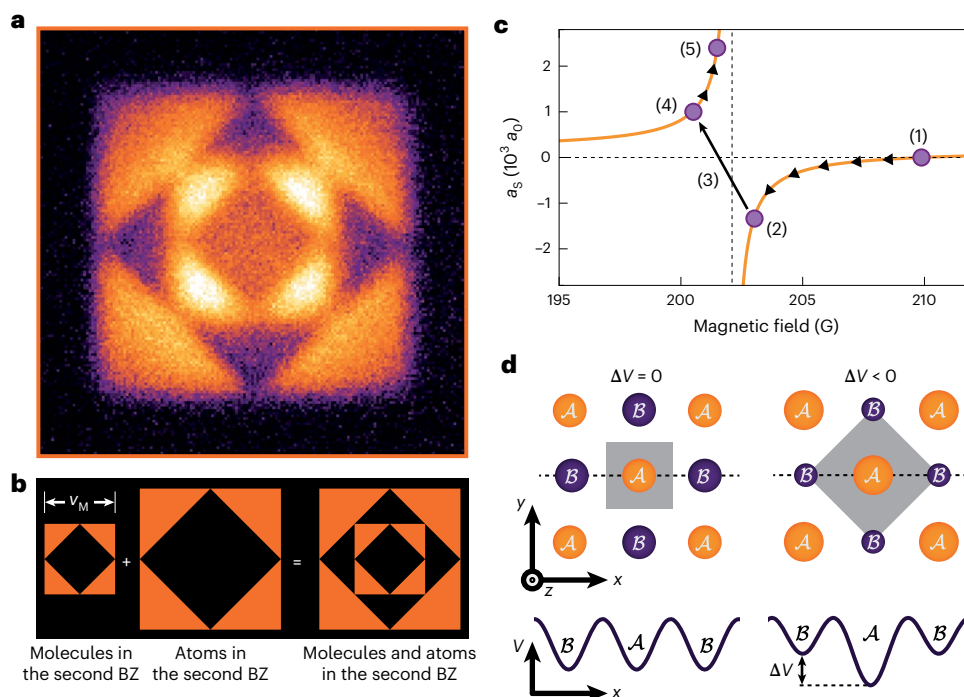 a
b
v_M
+
=
Molecules in
the second BZ
Atoms in
the second BZ
Molecules and atoms
in the second BZ
c
a_S (10^3 a_0)
2
1
0
−1
−2
(5)
(4)
(3)
(2)
(1)
195
200
205
210
Magnetic field (G)
d
ΔV = 0
ΔV < 0
𝒜 ℬ 𝒜
ℬ 𝒜 ℬ
𝒜 ℬ 𝒜
𝒜 ℬ 𝒜
ℬ 𝒜 ℬ
𝒜 ℬ 𝒜
y
z
x
V
ℬ 𝒜 ℬ
x
ℬ 𝒜 ℬ
ΔV